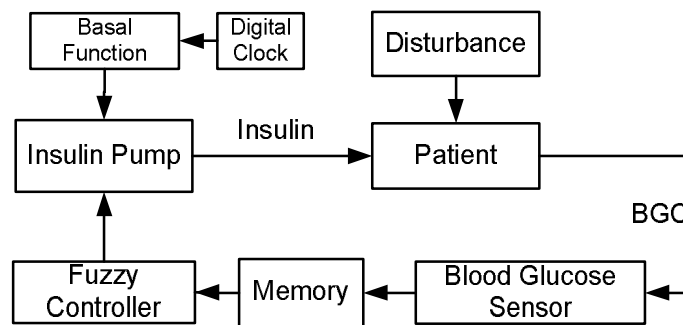 Basal
Function
Digital
Clock
Disturbance
Insulin Pump
Insulin
Patient
BGC
Fuzzy
Controller
Memory
Blood Glucose
Sensor